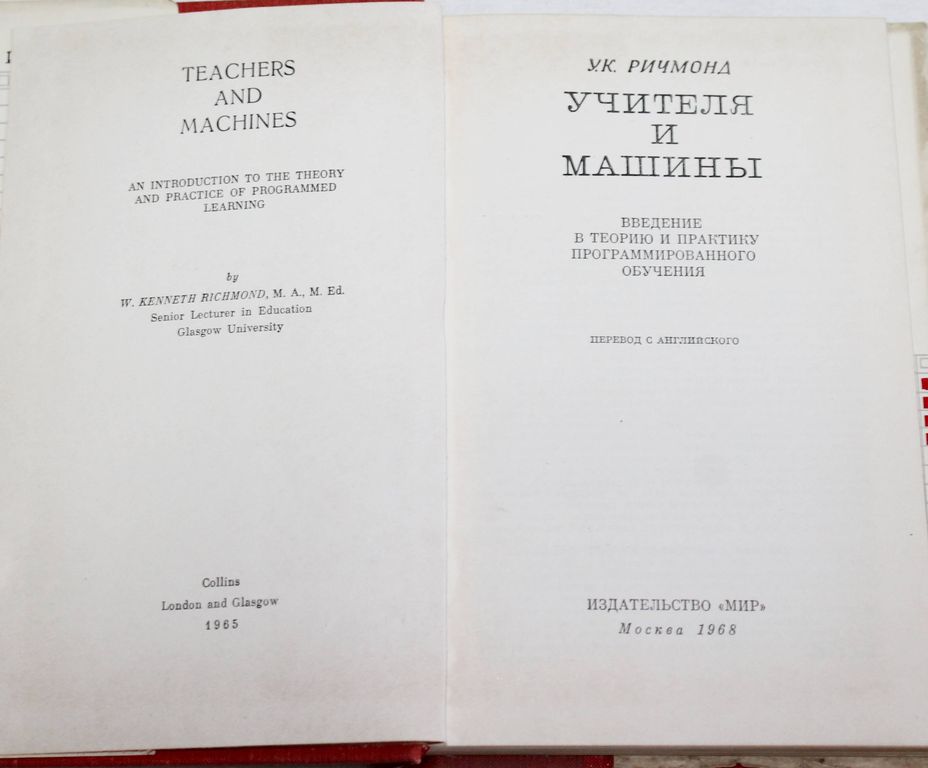 TEACHERS
AND
MACHINES
AN INTRODUCTION TO THE THEORY
AND PRACTICE OF PROGRAMMED
LEARNING
by
W. KENNETH RICHMOND, M. A., M. Ed.
Senior Lecturer in Education
Glasgow University
Collins
London and Glasgow
1965
У.К. РИЧМОНД
УЧИТЕЛЯ
И
МАШИНЫ
ВВЕДЕНИЕ
В ТЕОРИЮ И ПРАКТИКУ
ПРОГРАММИРОВАННОГО
ОБУЧЕНИЯ
ПЕРЕВОД С АНГЛИЙСКОГО
ИЗДАТЕЛЬСТВО «МИР»
Москва 1968